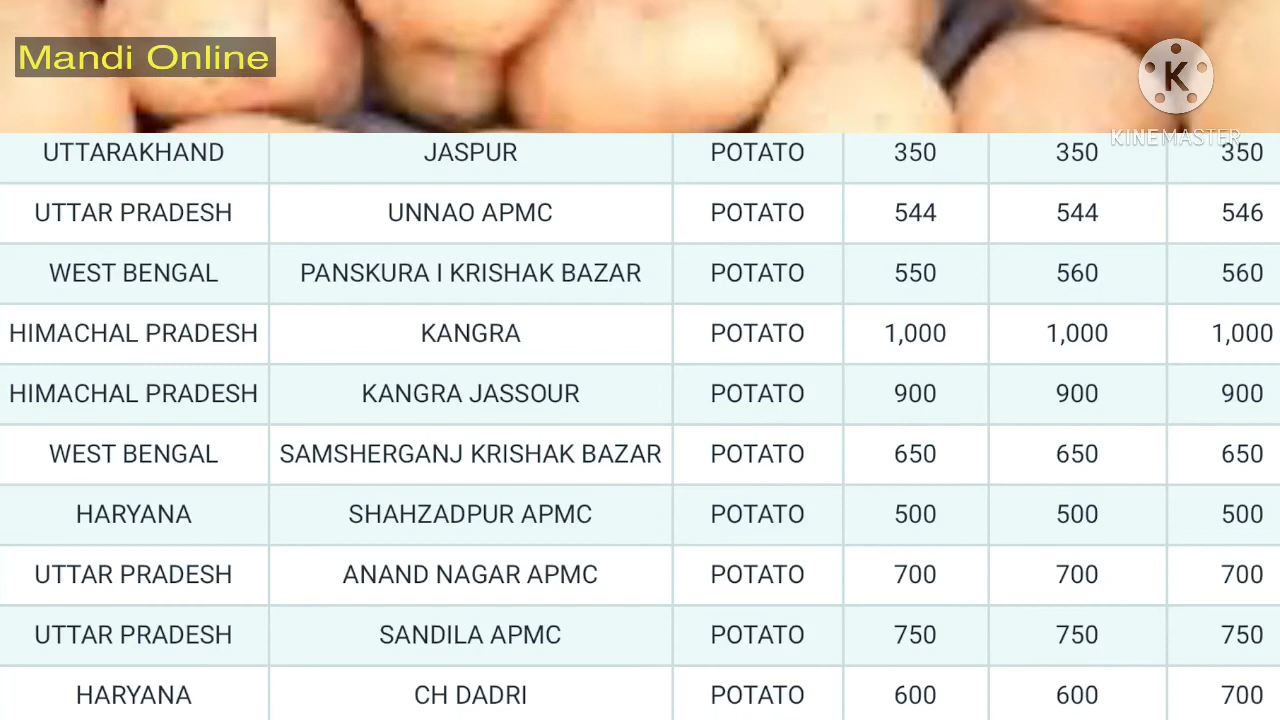 Mandi Online
K
KINEMASTER
UTTARAKHAND JASPUR POTATO 350 350 350
UTTAR PRADESH UNNAO APMC POTATO 544 544 546
WEST BENGAL PANSKURA I KRISHAK BAZAR POTATO 550 560 560
HIMACHAL PRADESH KANGRA POTATO 1,000 1,000 1,000
HIMACHAL PRADESH KANGRA JASSOUR POTATO 900 900 900
WEST BENGAL SAMSHERGANJ KRISHAK BAZAR POTATO 650 650 650
HARYANA SHAHZADPUR APMC POTATO 500 500 500
UTTAR PRADESH ANAND NAGAR APMC POTATO 700 700 700
UTTAR PRADESH SANDILA APMC POTATO 750 750 750
HARYANA CH DADRI POTATO 600 600 700